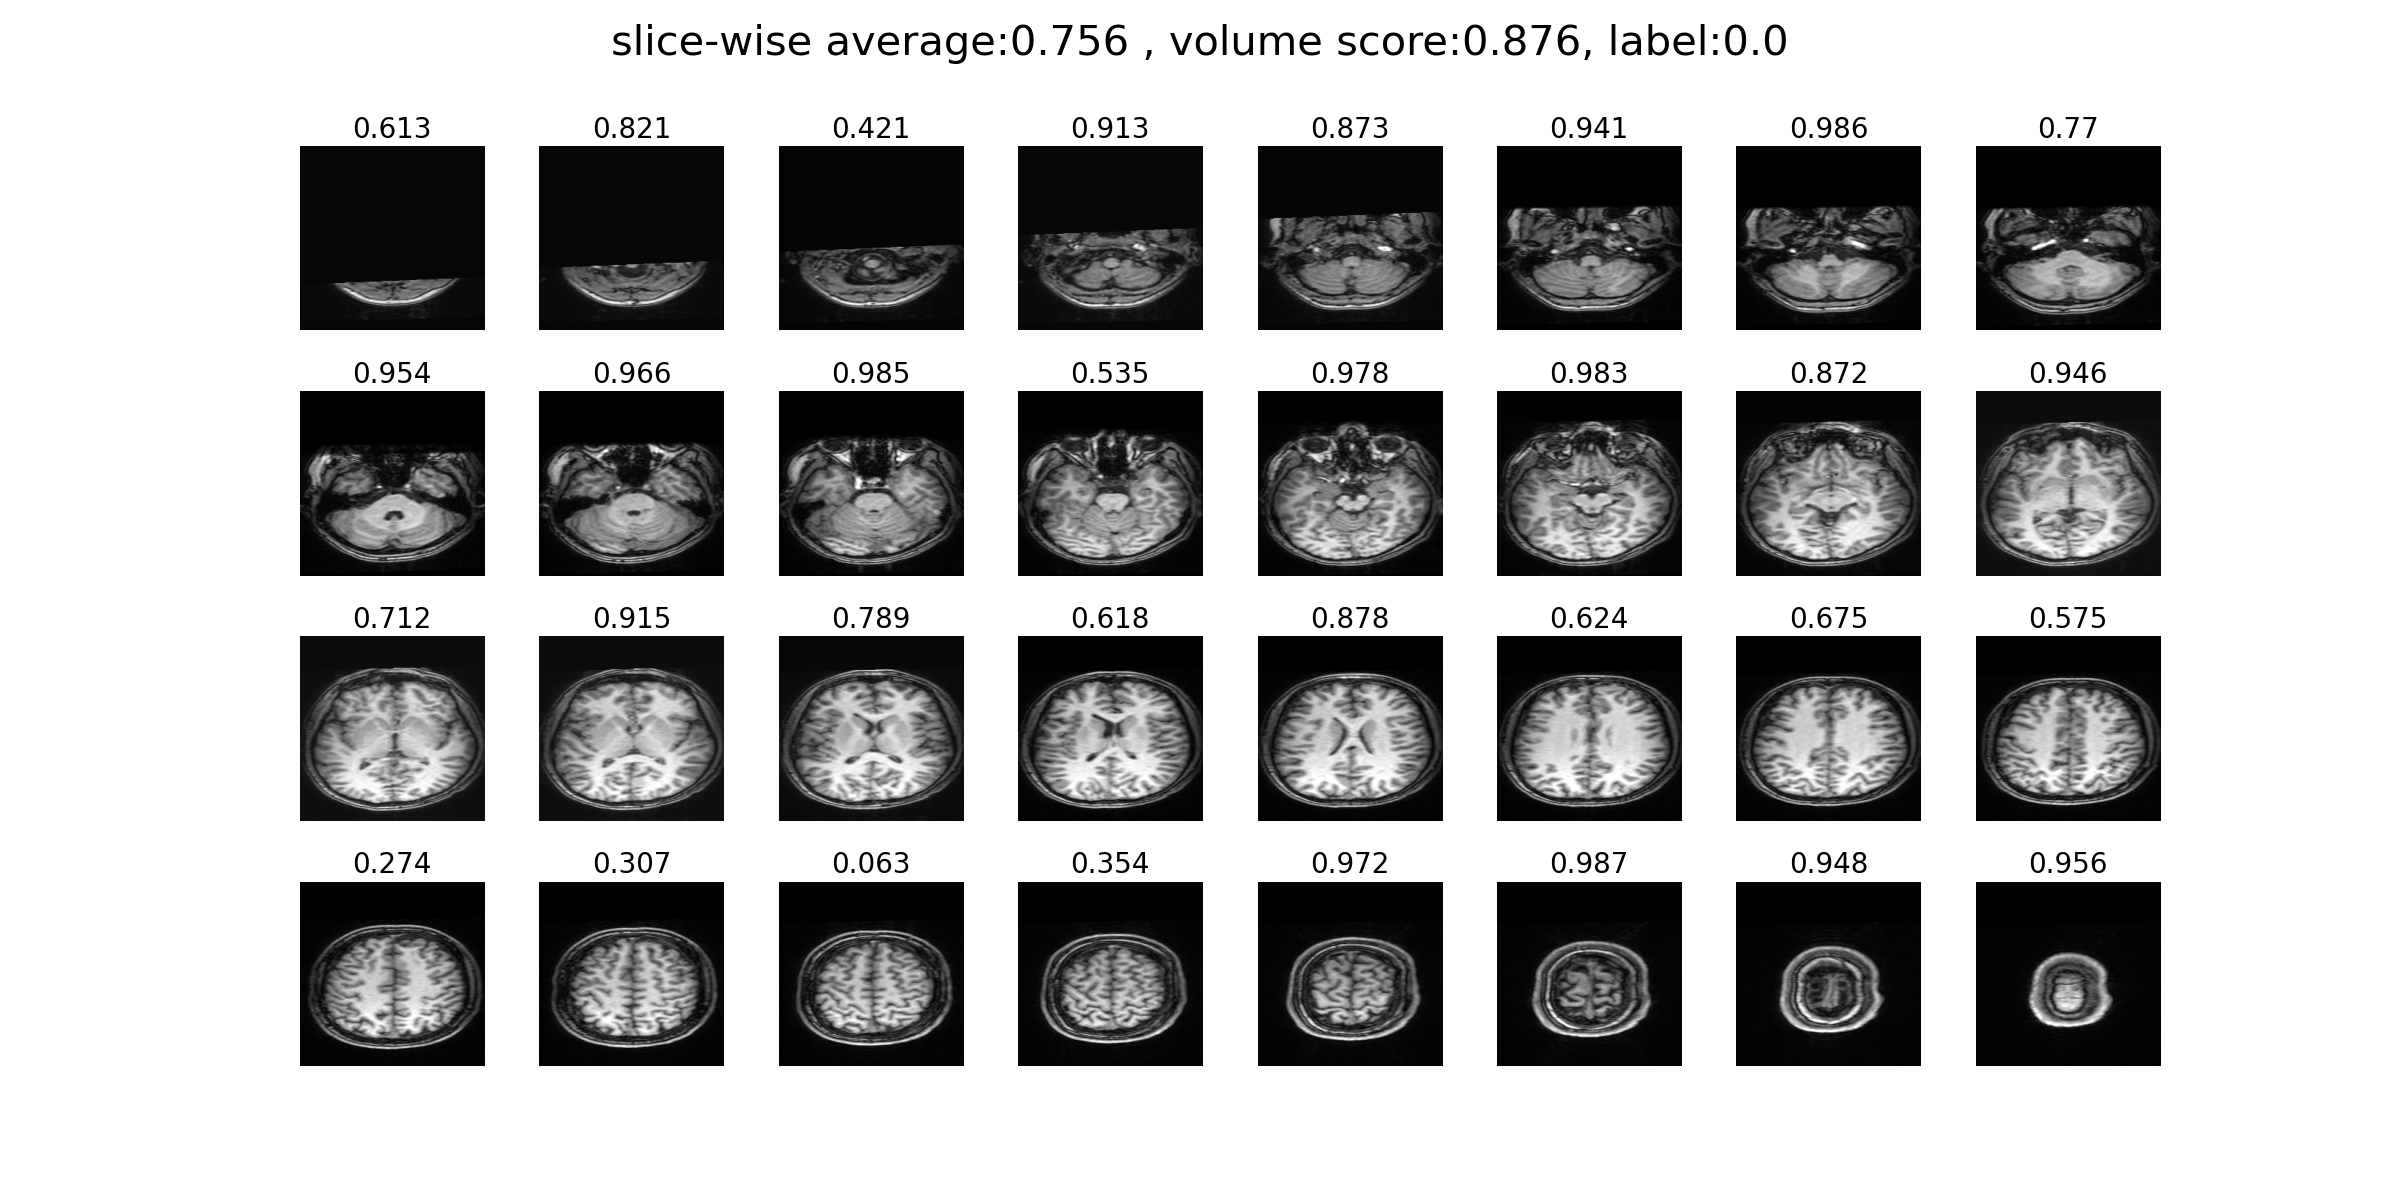 slice-wise average:0.756 , volume score:0.876, label:0.0
0.613 0.821 0.421 0.913 0.873 0.941 0.986 0.77
0.954 0.966 0.985 0.535 0.978 0.983 0.872 0.946
0.712 0.915 0.789 0.618 0.878 0.624 0.675 0.575
0.274 0.307 0.063 0.354 0.972 0.987 0.948 0.956